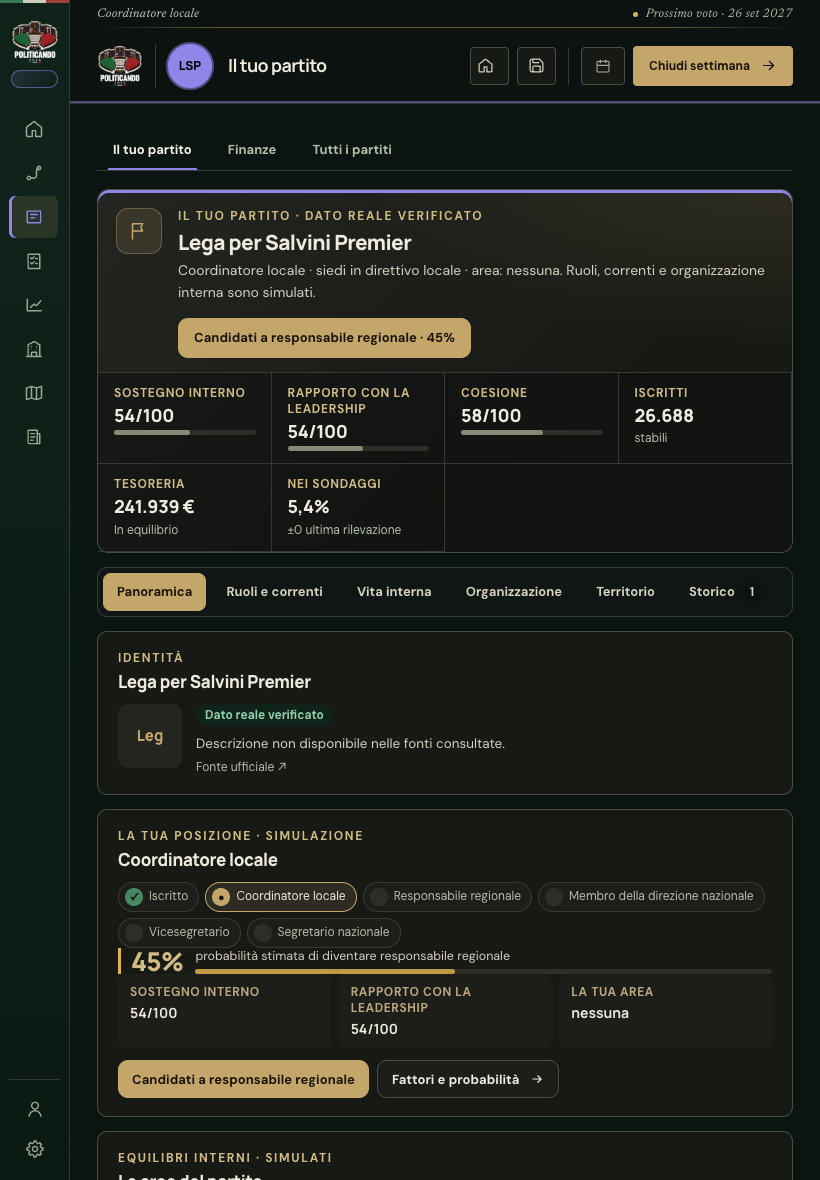 Coordinatore locale
Prossimo voto · 26 set 2027
POLITICANDO
POLITICANDO
LSP
Il tuo partito
Chiudi settimana →
Il tuo partito
Finanze
Tutti i partiti
IL TUO PARTITO · DATO REALE VERIFICATO
Lega per Salvini Premier
Coordinatore locale · siedi in direttivo locale · area: nessuna. Ruoli, correnti e organizzazione
interna sono simulati.
Candidati a responsabile regionale · 45%
SOSTEGNO INTERNO
54/100
RAPPORTO CON LA
LEADERSHIP
54/100
COESIONE
58/100
ISCRITTI
26.688
stabili
TESORERIA
241.939 €
In equilibrio
NEI SONDAGGI
5,4%
±0 ultima rilevazione
Panoramica
Ruoli e correnti
Vita interna
Organizzazione
Territorio
Storico 1
IDENTITÀ
Lega per Salvini Premier
Leg
Dato reale verificato
Descrizione non disponibile nelle fonti consultate.
Fonte ufficiale ↗
LA TUA POSIZIONE · SIMULAZIONE
Coordinatore locale
✓ Iscritto
Coordinatore locale
Responsabile regionale
Membro della direzione nazionale
Vicesegretario
Segretario nazionale
45%
probabilità stimata di diventare responsabile regionale
SOSTEGNO INTERNO
54/100
RAPPORTO CON LA
LEADERSHIP
54/100
LA TUA AREA
nessuna
Candidati a responsabile regionale
Fattori e probabilità →
EQUILIBRI INTERNI · SIMULATI
Le aree del partito